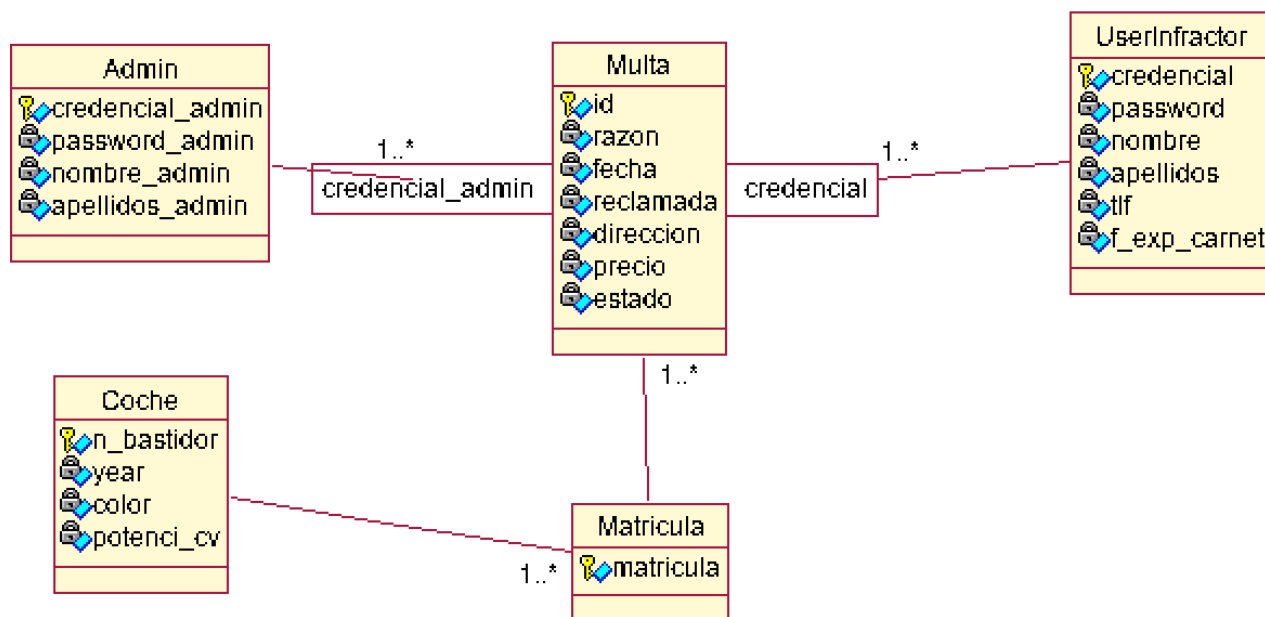 Admin
credencial_admin
password_admin
nombre_admin
apellidos_admin
1..*
credencial_admin
Multa
id
razon
fecha
reclamada
direccion
precio
estado
1..*
credencial
1..*
UserInfractor
credencial
password
nombre
apellidos
tlf
f_exp_carnet
Coche
n_bastidor
year
color
potenci_cv
1..*
Matricula
matricula